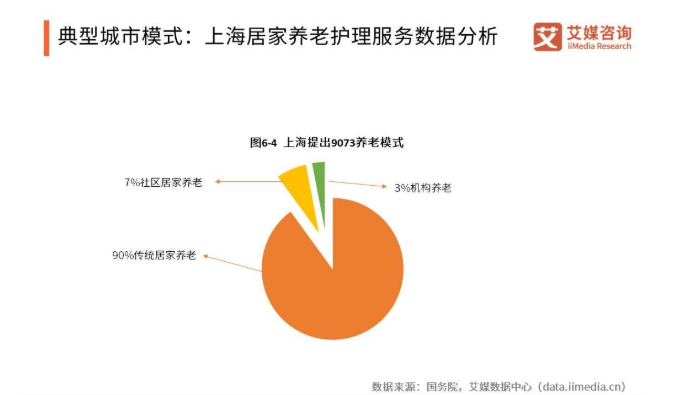 典型城市模式：上海居家养老护理服务数据分析
艾 艾媒咨询
iiMedia Research
图6-4 上海提出9073养老模式
7%社区居家养老
3%机构养老
90%传统居家养老
数据来源：国务院，艾媒数据中心（data.iimedia.cn）